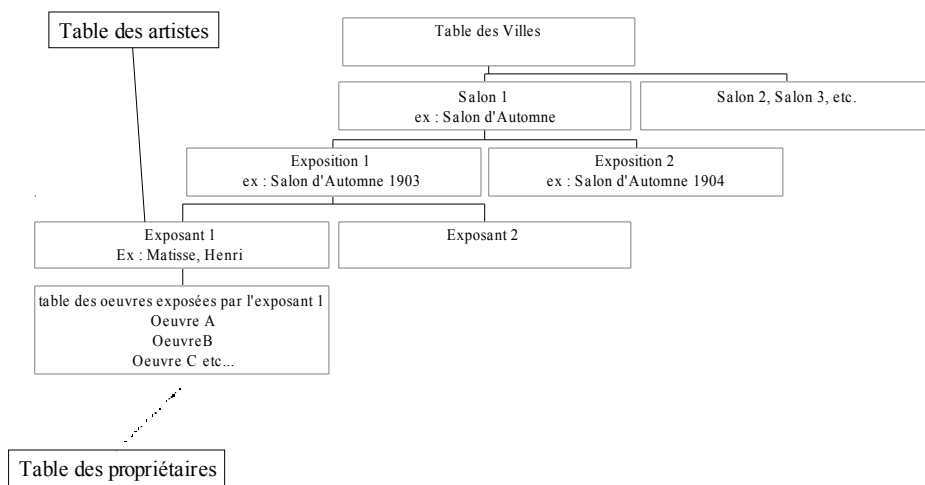 Table des artistes
Table des Villes
Salon 1
ex : Salon d'Automne
Salon 2, Salon 3, etc.
Exposition 1
ex : Salon d'Automne 1903
Exposition 2
ex : Salon d'Automne 1904
Exposant 1
Ex : Matisse, Henri
Exposant 2
table des oeuvres exposées par l'exposant 1
Oeuvre A
OeuvreB
Oeuvre C etc...
Table des propriétaires